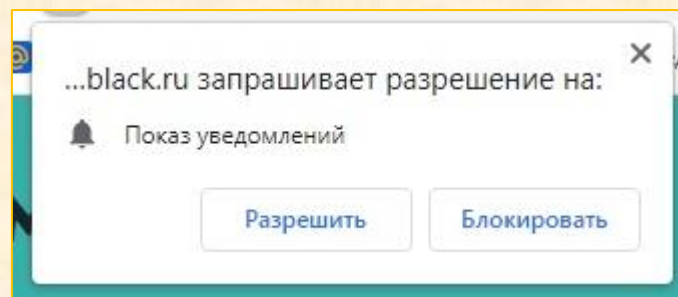 ...black.ru запрашивает разрешение на:
Показ уведомлений
Разрешить
Блокировать